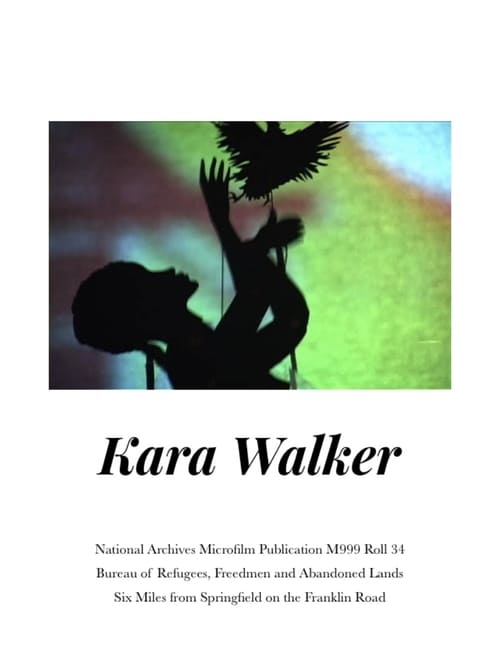 Kara Walker
National Archives Microfilm Publication M999 Roll 34
Bureau of Refugees, Freedmen and Abandoned Lands
Six Miles from Springfield on the Franklin Road